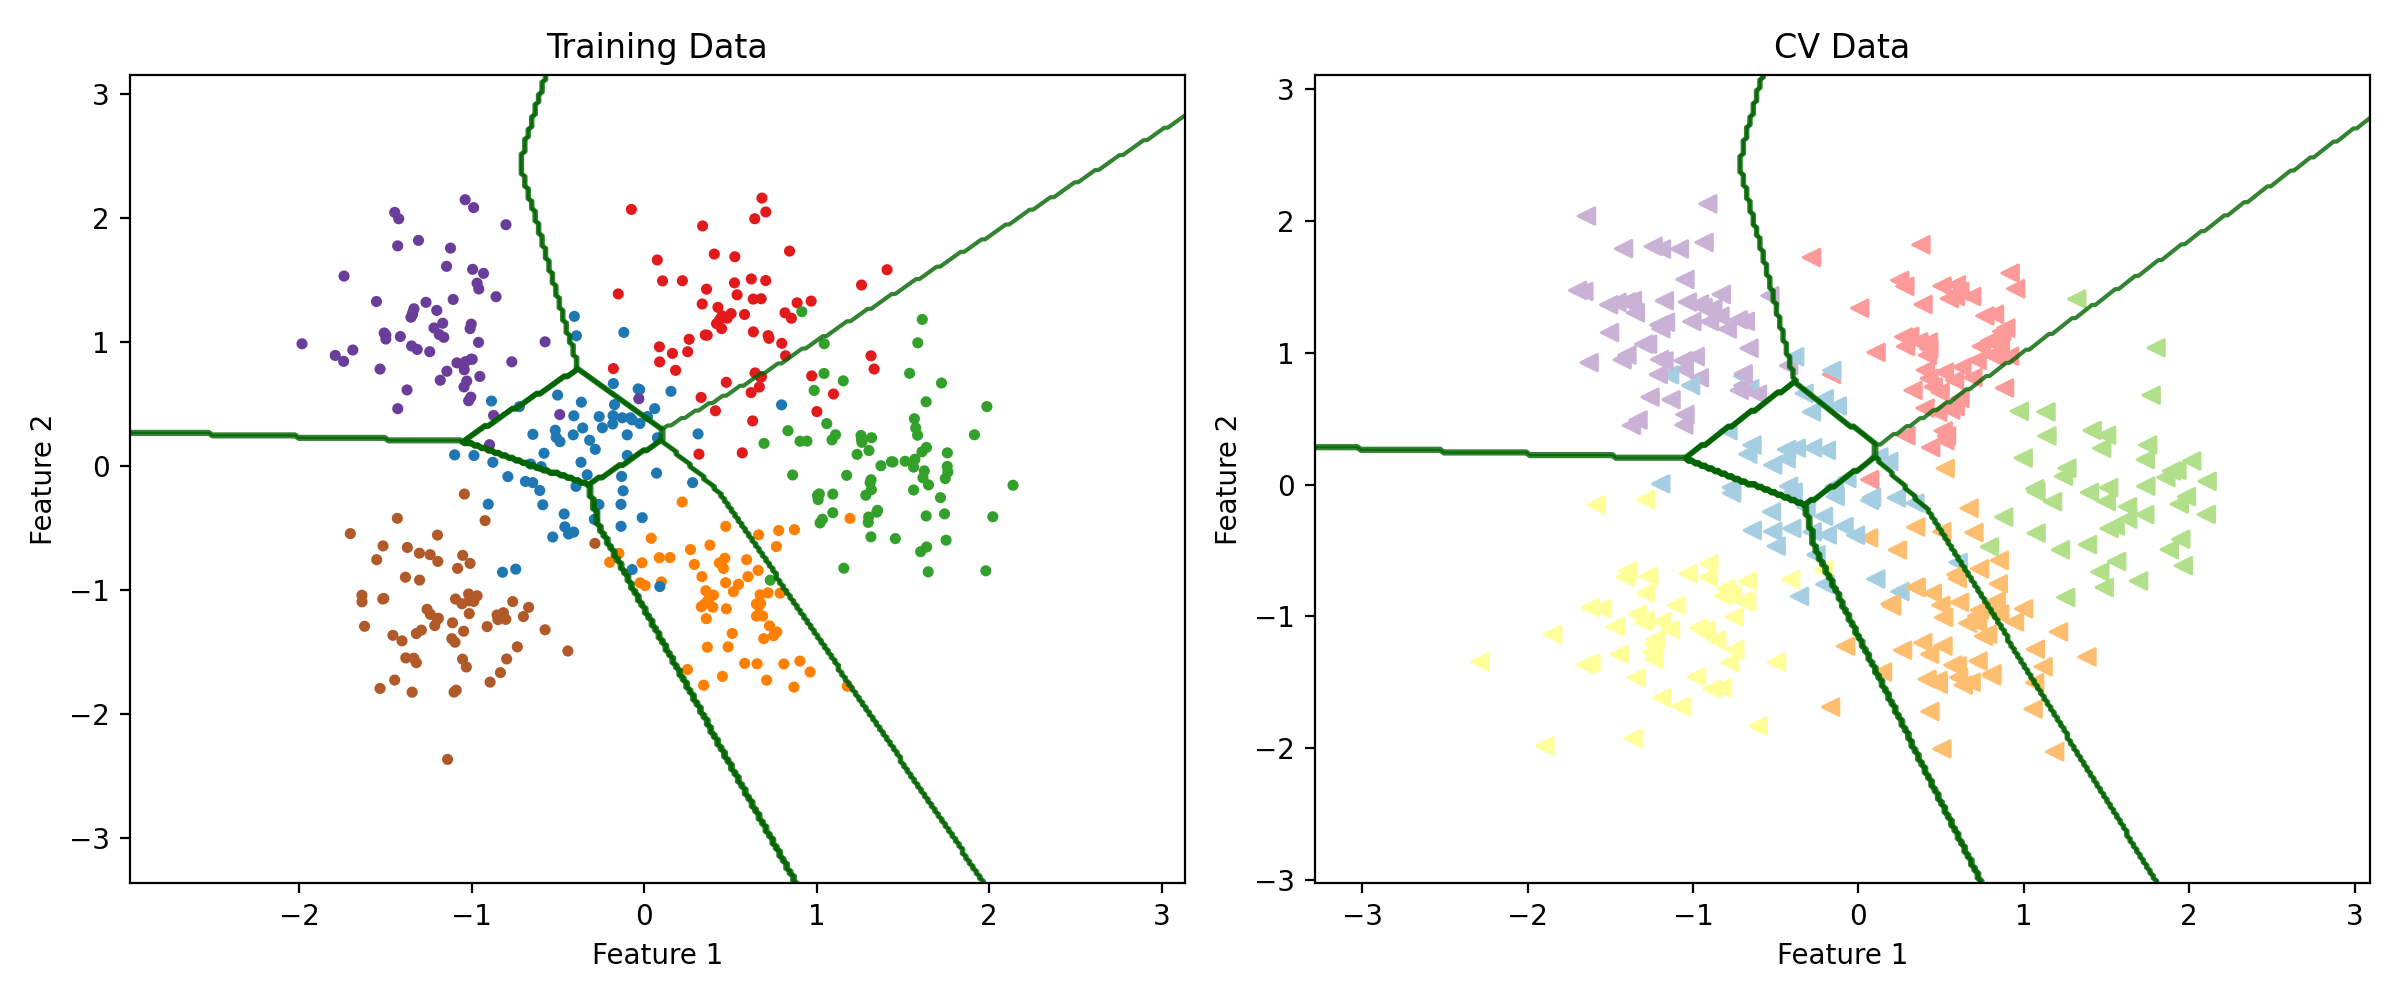 Training Data
3
2
1
0
−1
−2
−3
Feature 2
−2 −1 0 1 2 3
Feature 1
CV Data
3
2
1
0
−1
−2
−3
Feature 2
−3 −2 −1 0 1 2 3
Feature 1